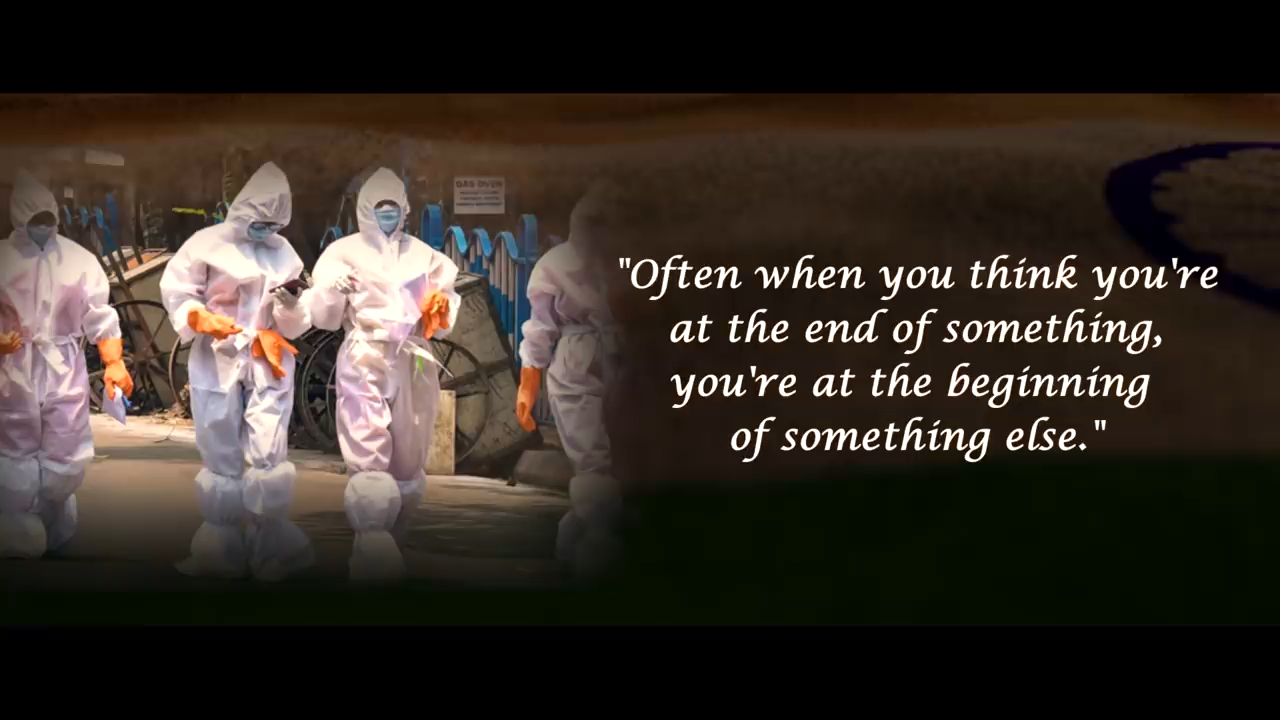 GAS OVEN
"Often when you think you're
at the end of something,
you're at the beginning
of something else."